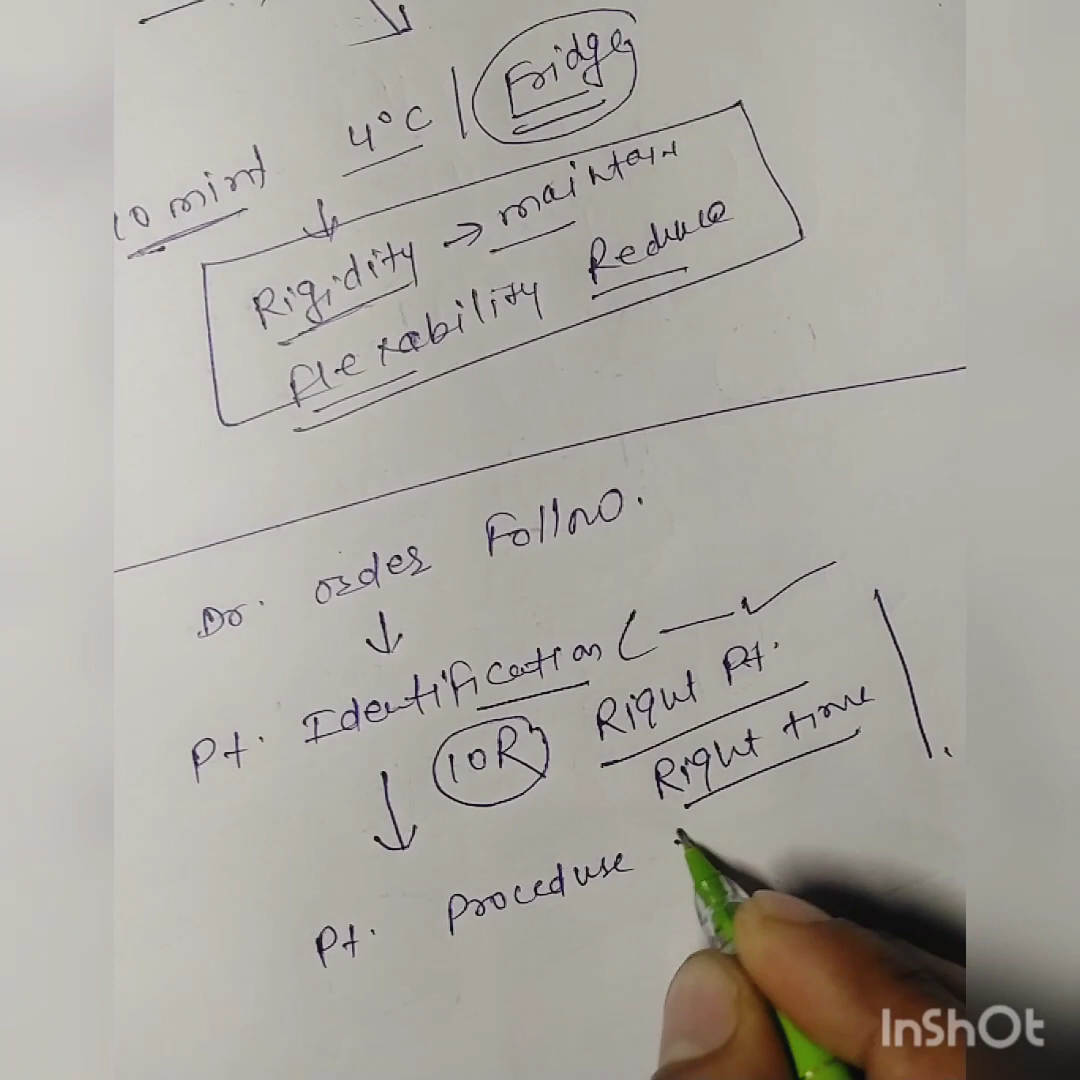 4°C | Fridge
10 mint
Rigidity → maintain
Flexability Reduce
Dr. order Follow.
↓
Pt. Identification ( — ✓
10R Right Pt.
Right time
↓
Pt. Procedure
InShOt